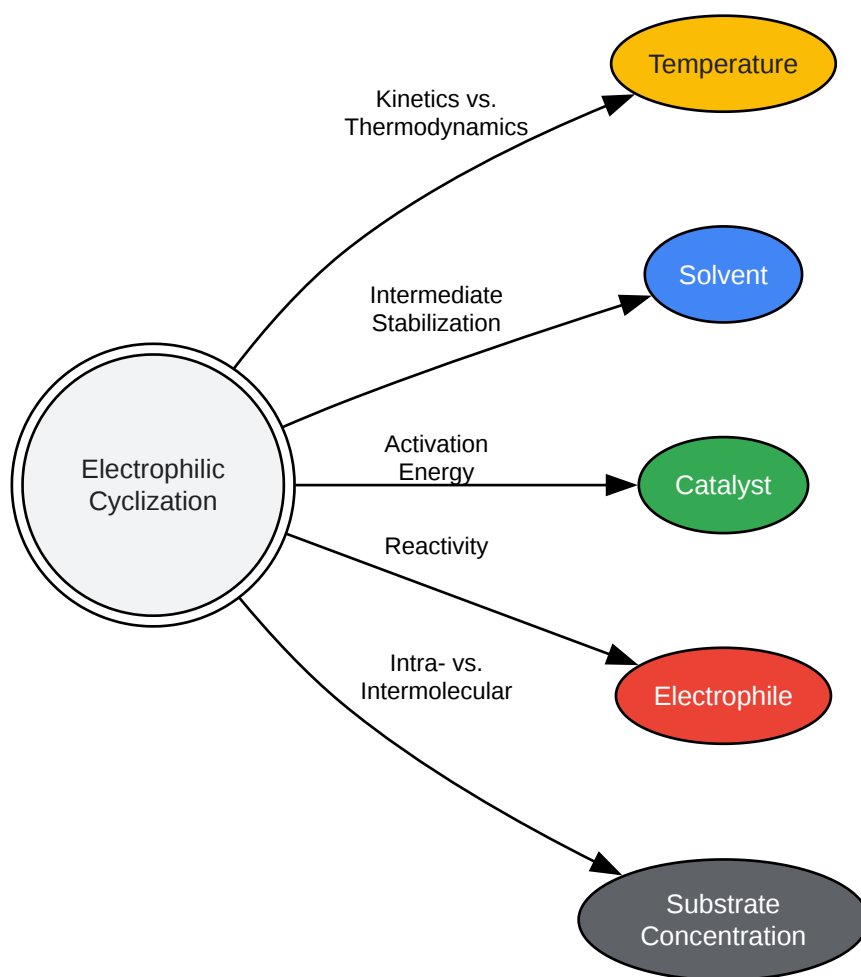 Temperature
Kinetics vs.
Thermodynamics
Solvent
Intermediate
Stabilization
Activation
Energy
Catalyst
Electrophilic
Cyclization
Reactivity
Intra- vs.
Intermolecular
Electrophile
Substrate
Concentration